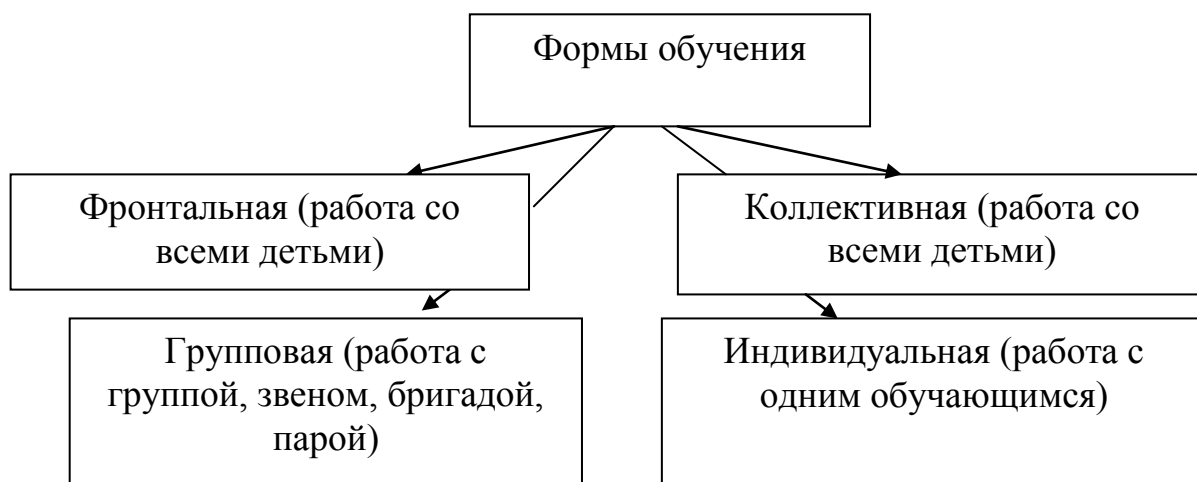 Формы обучения
Фронтальная (работа со
всеми детьми)
Коллективная (работа со
всеми детьми)
Групповая (работа с
группой, звеном, бригадой,
парой)
Индивидуальная (работа с
одним обучающимся)